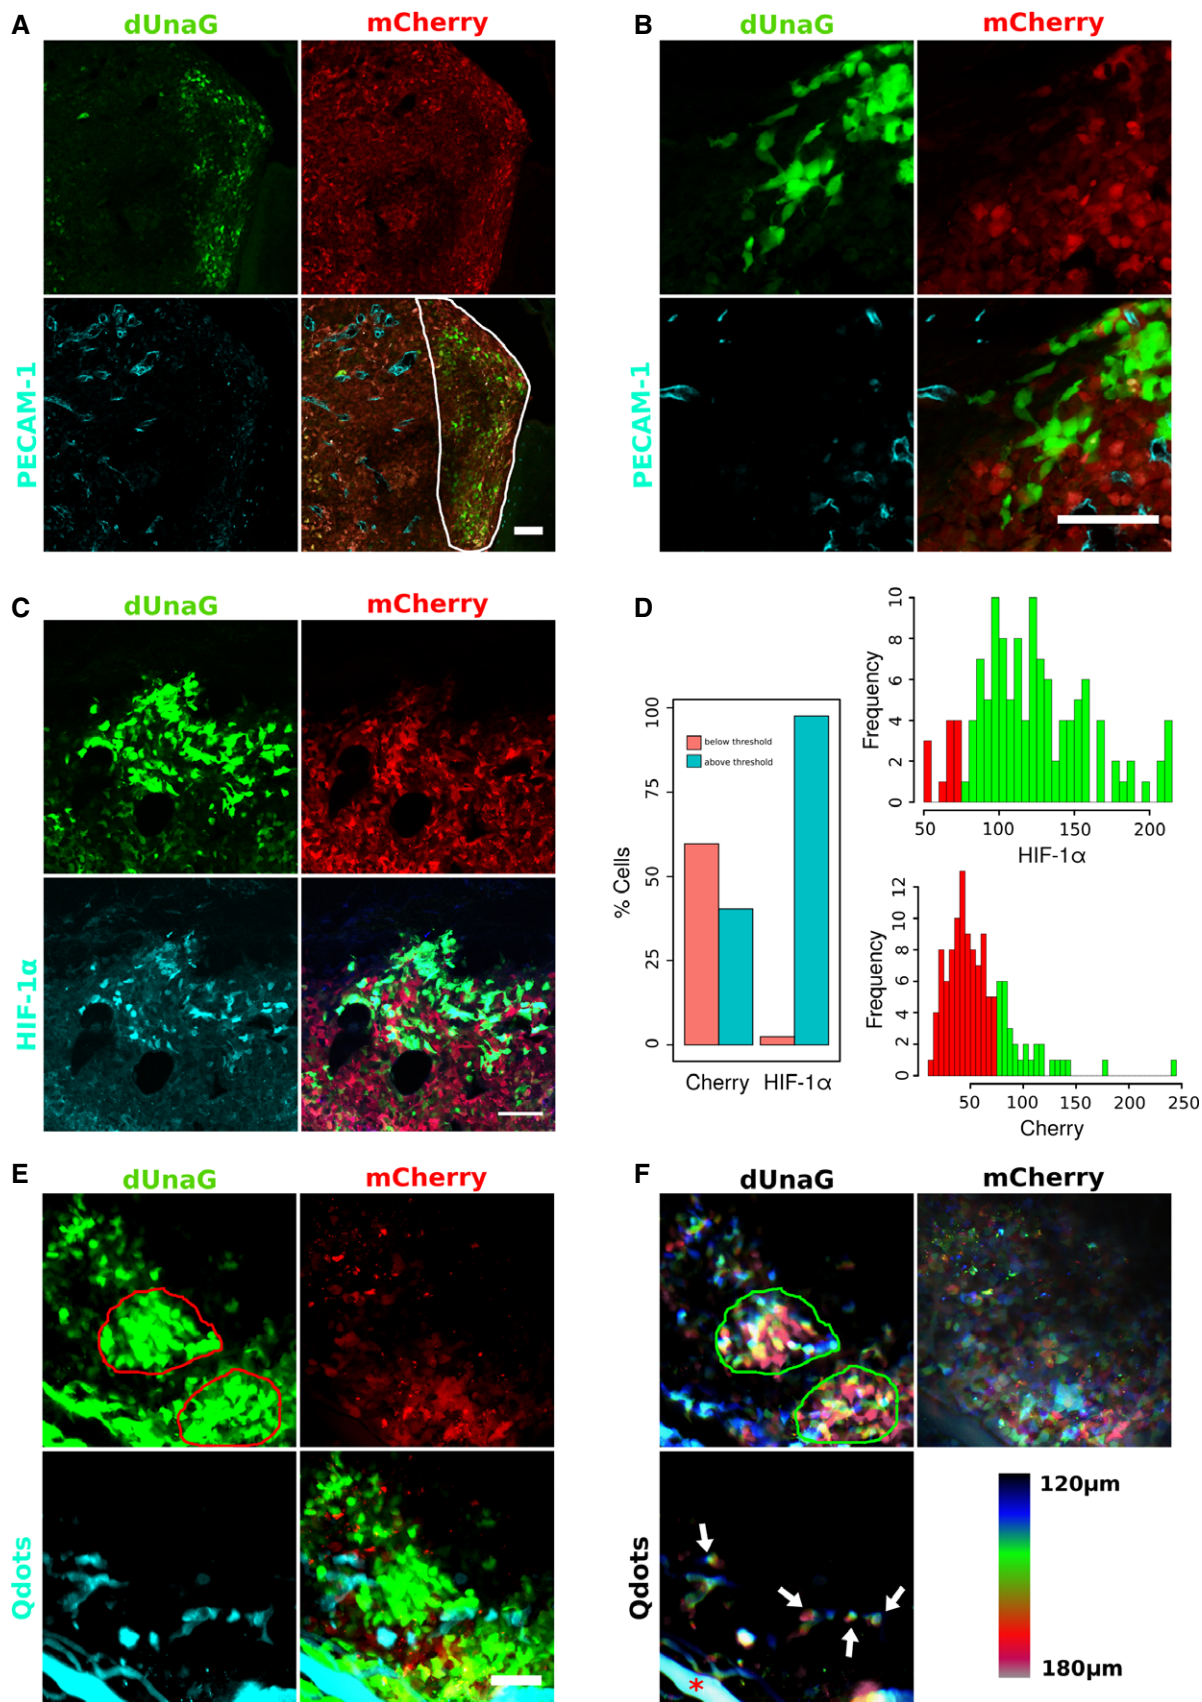 A
dUnaG
mCherry
PECAM-1
B
dUnaG
mCherry
PECAM-1
C
dUnaG
mCherry
HIF-1α
D
% Cells
100
75
50
25
0
below threshold
above threshold
Cherry
HIF-1α
Frequency
10
8
6
4
2
0
50
100
150
200
HIF-1α
Frequency
12
10
8
6
4
2
0
50
100
150
200
250
Cherry
E
dUnaG
mCherry
Qdots
F
dUnaG
mCherry
Qdots
*
120μm
180μm